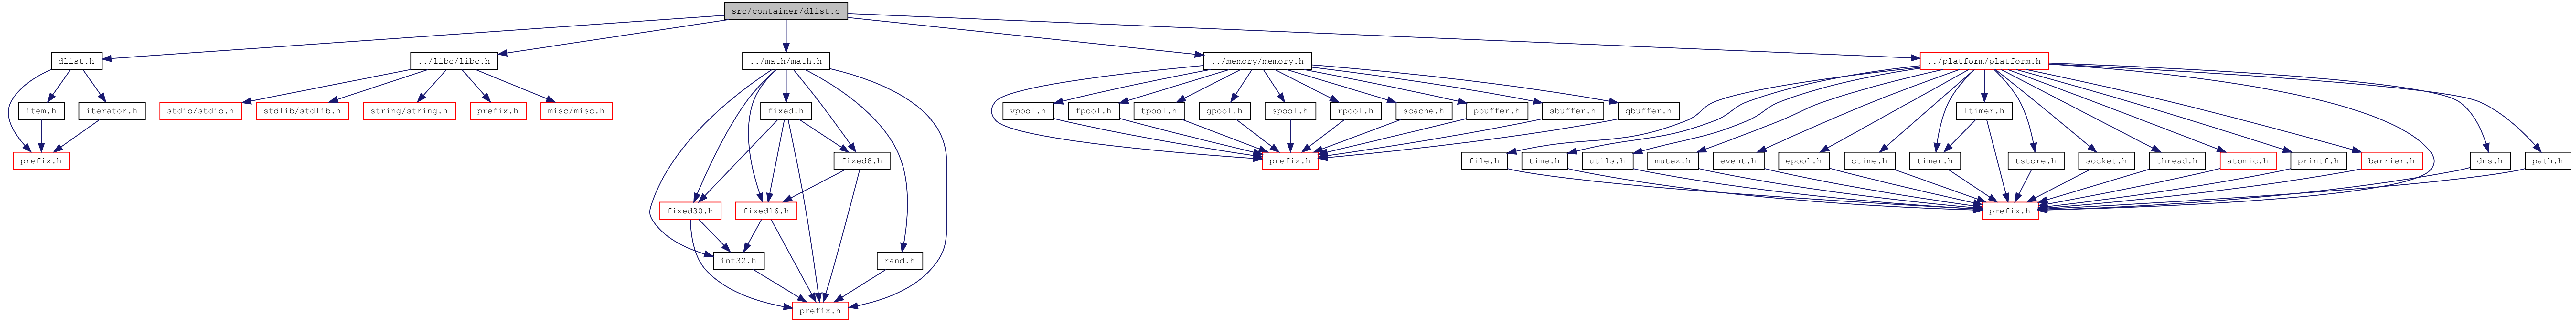 src/container/dlist.c
dlist.h
../libc/libc.h
../math/math.h
../memory/memory.h
../platform/platform.h
item.h
iterator.h
stdio/stdio.h
stdlib/stdlib.h
string/string.h
prefix.h
misc/misc.h
fixed.h
vpool.h
fpool.h
tpool.h
gpool.h
spool.h
rpool.h
scache.h
pbuffer.h
sbuffer.h
qbuffer.h
ltimer.h
prefix.h
fixed6.h
prefix.h
file.h
time.h
utils.h
mutex.h
event.h
epool.h
ctime.h
timer.h
tstore.h
socket.h
thread.h
atomic.h
printf.h
barrier.h
dns.h
path.h
fixed30.h
fixed16.h
prefix.h
int32.h
rand.h
prefix.h